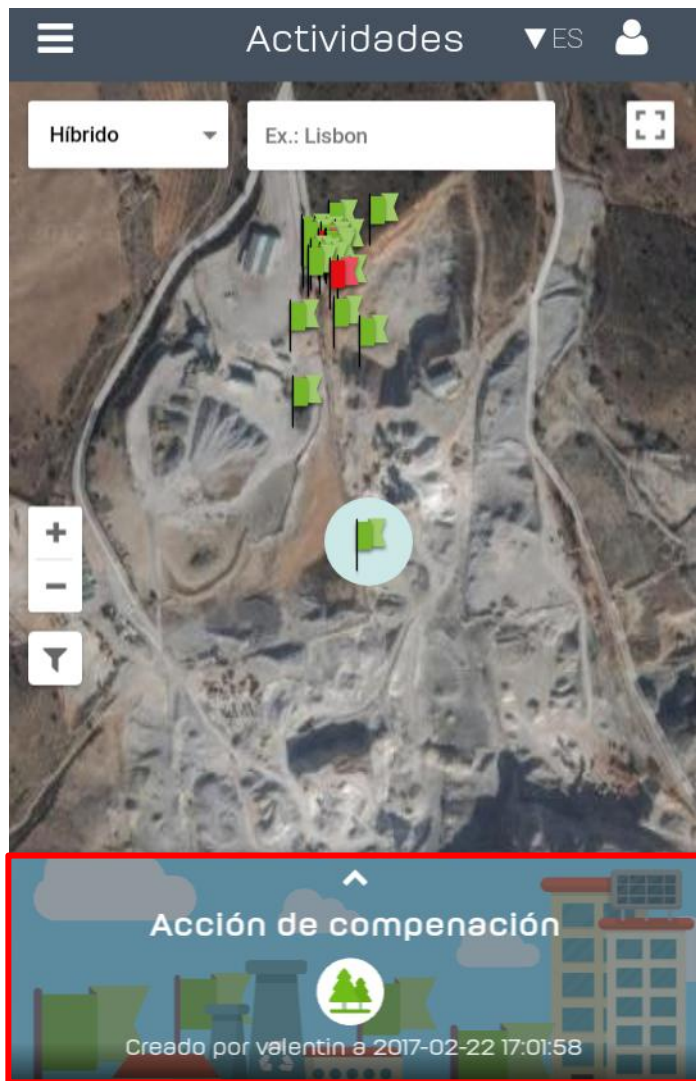 Actividades ▼ES
Híbrido
Ex.: Lisbon
Acción de compenación
Creado por valentin a 2017-02-22 17:01:58